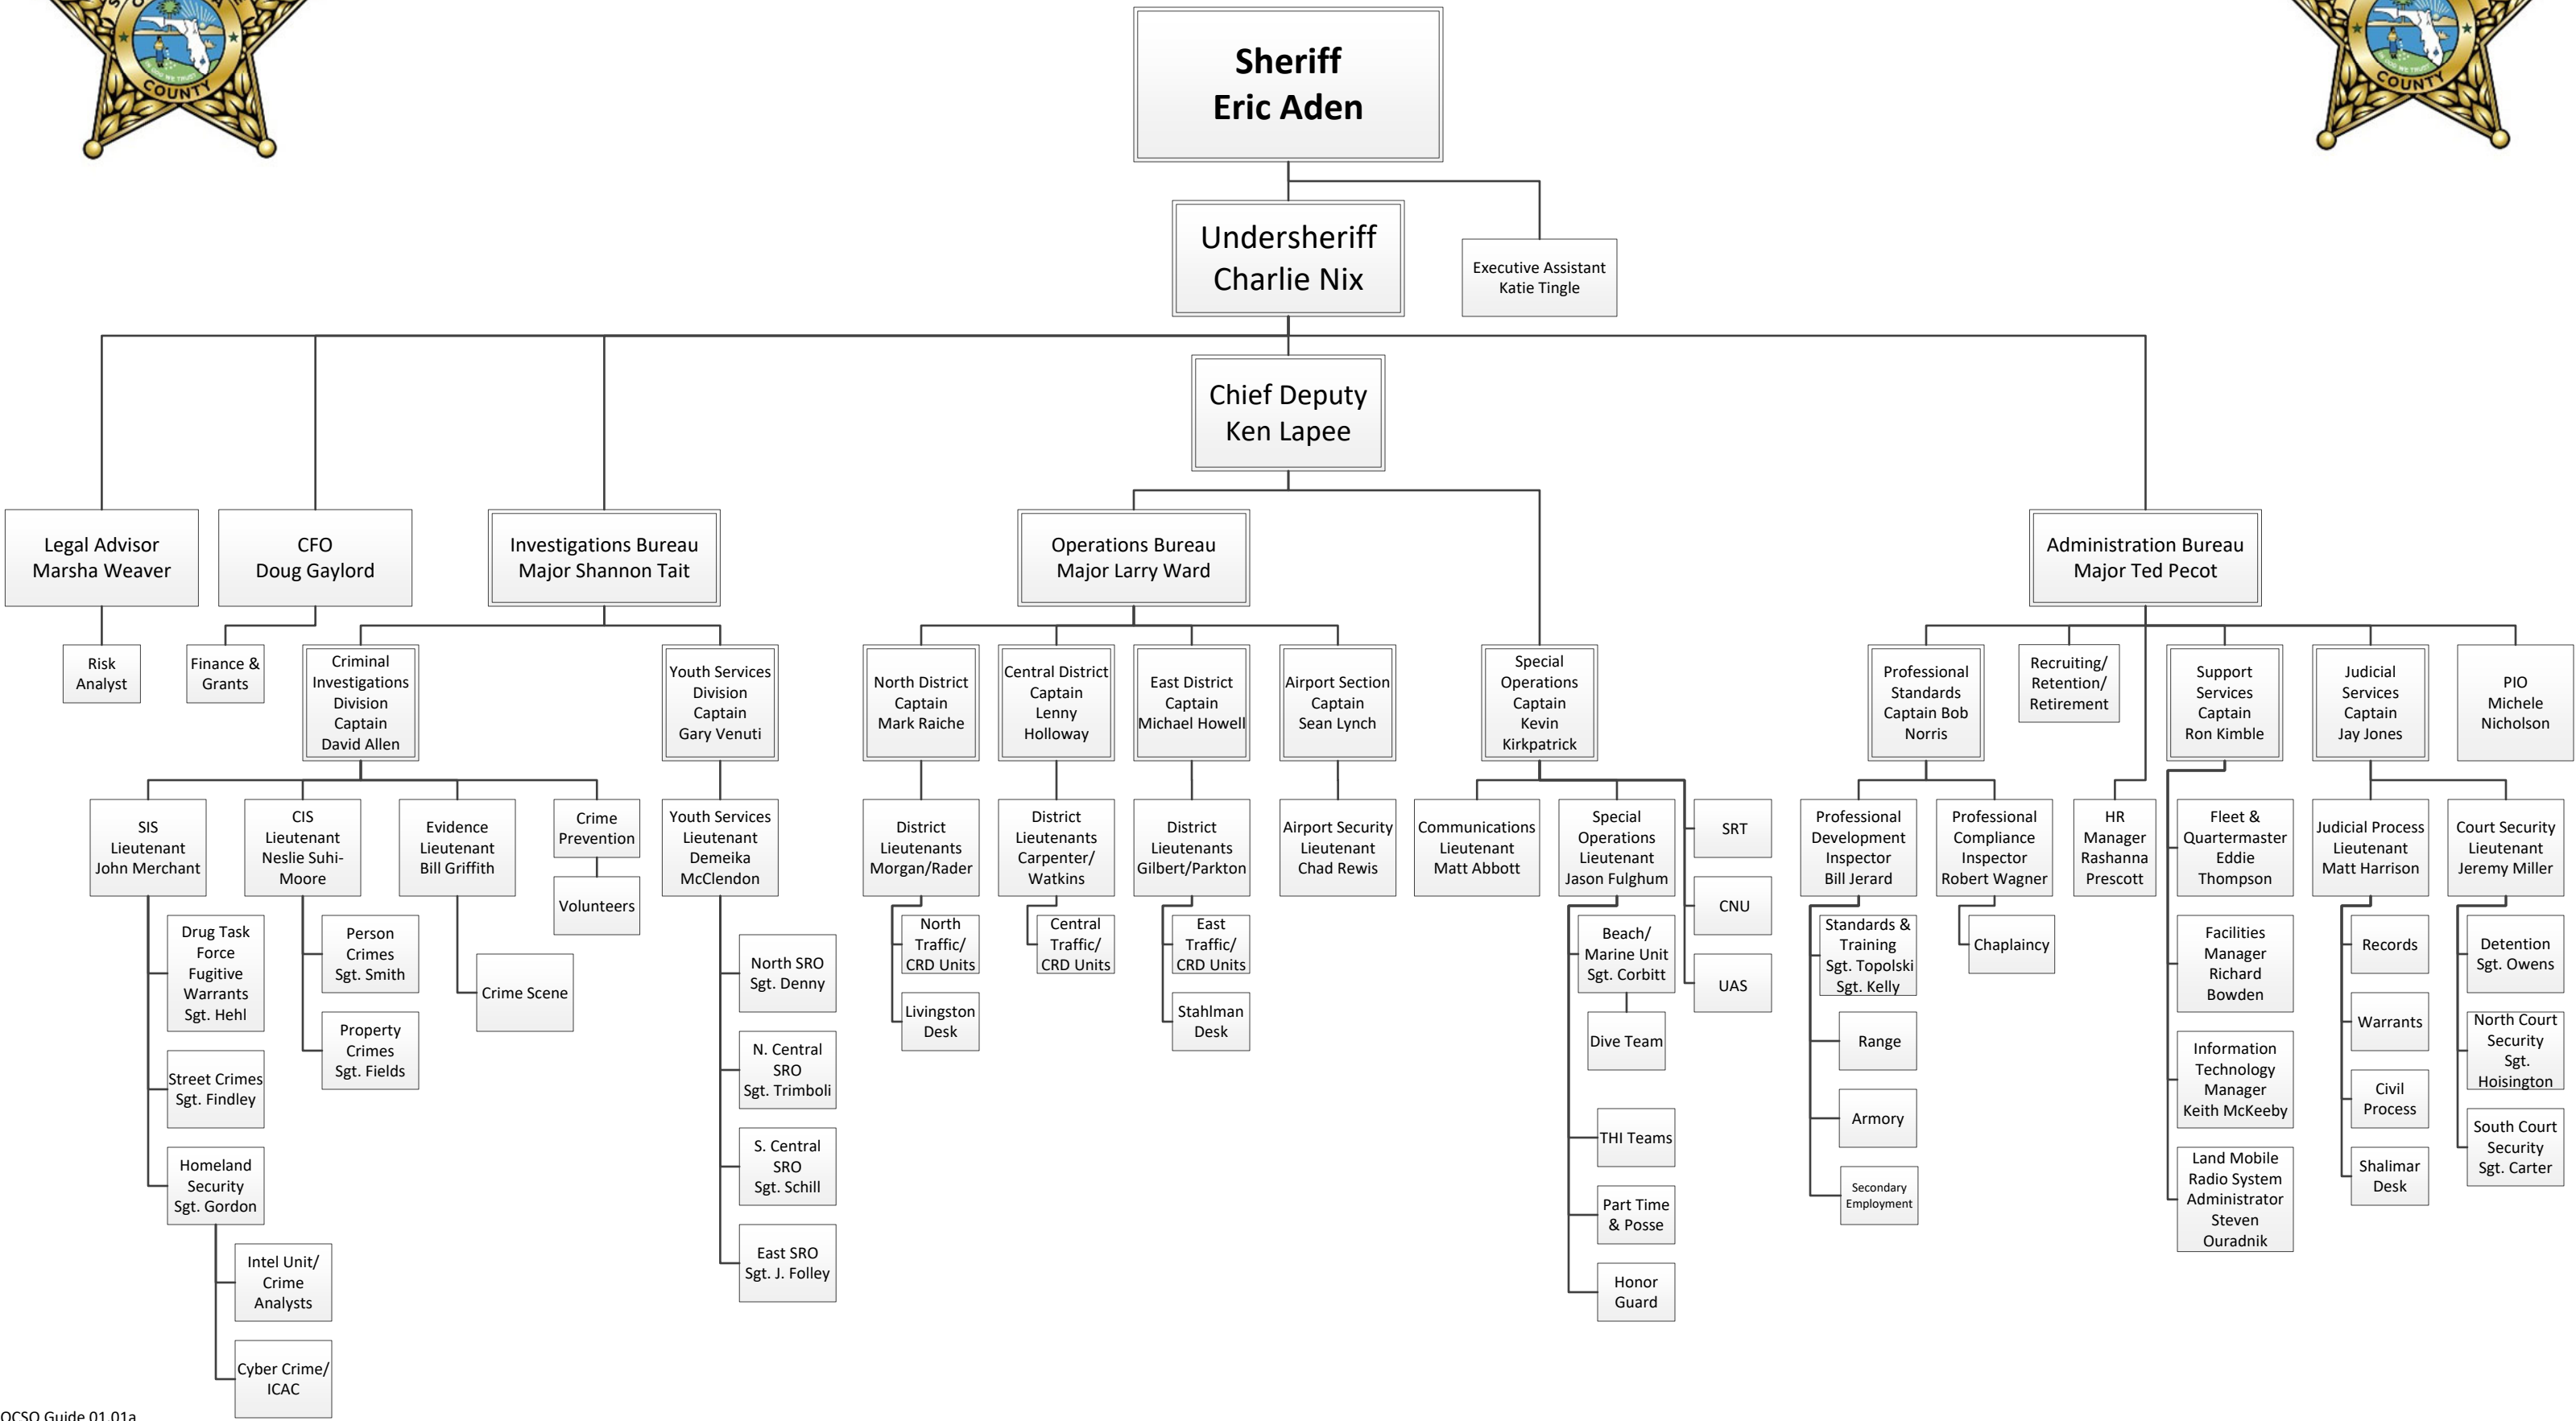 COUNTY
COUNTY
IN GOD WE TRUST
IN GOD WE TRUST
Sheriff
Eric Aden
Undersheriff
Charlie Nix
Executive Assistant
Katie Tingle
Chief Deputy
Ken Lapee
Legal Advisor
Marsha Weaver
CFO
Doug Gaylord
Investigations Bureau
Major Shannon Tait
Operations Bureau
Major Larry Ward
Administration Bureau
Major Ted Pecot
Risk
Analyst
Finance &
Grants
Criminal
Investigations
Division
Captain
David Allen
Youth Services
Division
Captain
Gary Venuti
North District
Captain
Mark Raiche
Central District
Captain
Lenny
Holloway
East District
Captain
Michael Howell
Airport Section
Captain
Sean Lynch
Special
Operations
Captain
Kevin
Kirkpatrick
Professional
Standards
Captain Bob
Norris
Recruiting/
Retention/
Retirement
Support
Services
Captain
Ron Kimble
Judicial
Services
Captain
Jay Jones
PIO
Michele
Nicholson
SIS
Lieutenant
John Merchant
CIS
Lieutenant
Neslie Suhi-
Moore
Evidence
Lieutenant
Bill Griffith
Crime
Prevention
Volunteers
Youth Services
Lieutenant
Demeika
McClendon
District
Lieutenants
Morgan/Rader
District
Lieutenants
Carpenter/
Watkins
District
Lieutenants
Gilbert/Parkton
Airport Security
Lieutenant
Chad Rewis
Communications
Lieutenant
Matt Abbott
Special
Operations
Lieutenant
Jason Fulghum
SRT
CNU
UAS
Professional
Development
Inspector
Bill Jerard
Professional
Compliance
Inspector
Robert Wagner
HR
Manager
Rashanna
Prescott
Fleet &
Quartermaster
Eddie
Thompson
Judicial Process
Lieutenant
Matt Harrison
Court Security
Lieutenant
Jeremy Miller
Drug Task
Force
Fugitive
Warrants
Sgt. Hehl
Street Crimes
Sgt. Findley
Homeland
Security
Sgt. Gordon
Intel Unit/
Crime
Analysts
Cyber Crime/
ICAC
Person
Crimes
Sgt. Smith
Property
Crimes
Sgt. Fields
Crime Scene
North SRO
Sgt. Denny
N. Central
SRO
Sgt. Trimboli
S. Central
SRO
Sgt. Schill
East SRO
Sgt. J. Folley
North
Traffic/
CRD Units
Livingston
Desk
Central
Traffic/
CRD Units
East
Traffic/
CRD Units
Stahlman
Desk
Beach/
Marine Unit
Sgt. Corbitt
Dive Team
THI Teams
Part Time
& Posse
Honor
Guard
Standards &
Training
Sgt. Topolski
Sgt. Kelly
Range
Armory
Secondary
Employment
Chaplaincy
Facilities
Manager
Richard
Bowden
Information
Technology
Manager
Keith McKeeby
Land Mobile
Radio System
Administrator
Steven
Ouradnik
Records
Warrants
Civil
Process
Shalimar
Desk
Detention
Sgt. Owens
North Court
Security
Sgt.
Hoisington
South Court
Security
Sgt. Carter
OCSO Guide 01.01a